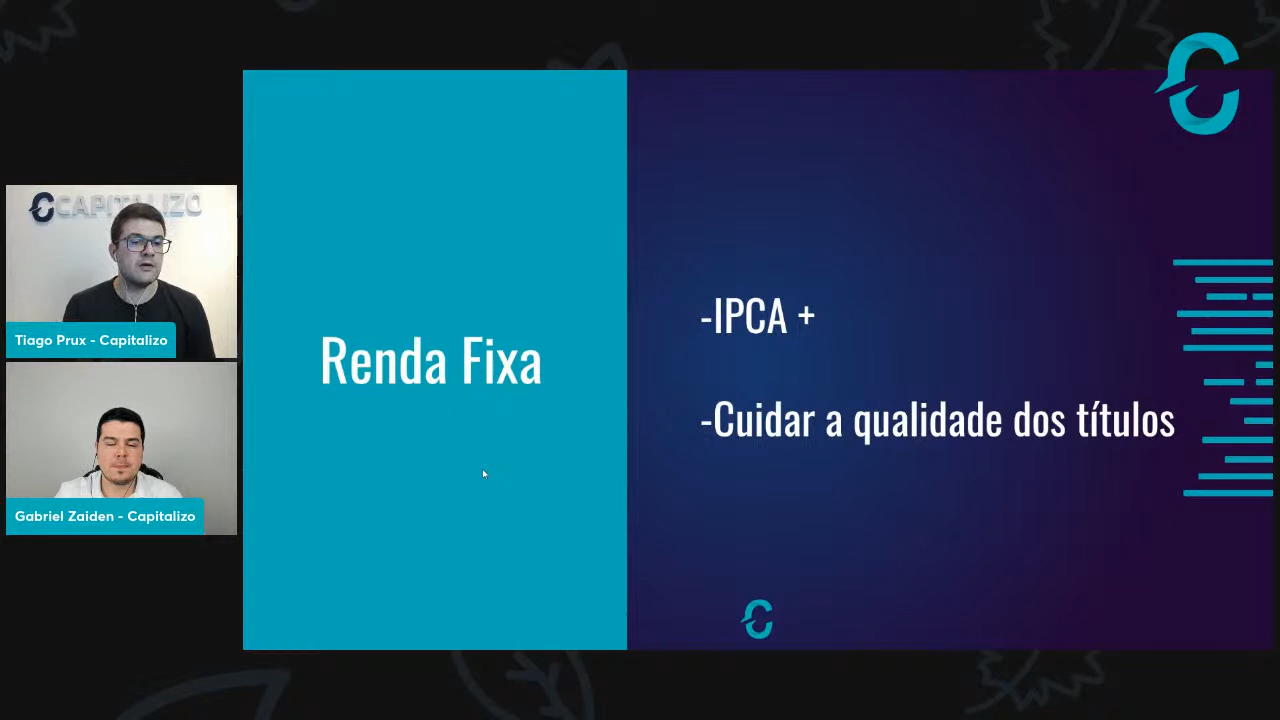 CAPITALIZO
Tiago Prux - Capitalizo
Gabriel Zaiden - Capitalizo
Renda Fixa
-IPCA +
-Cuidar a qualidade dos títulos